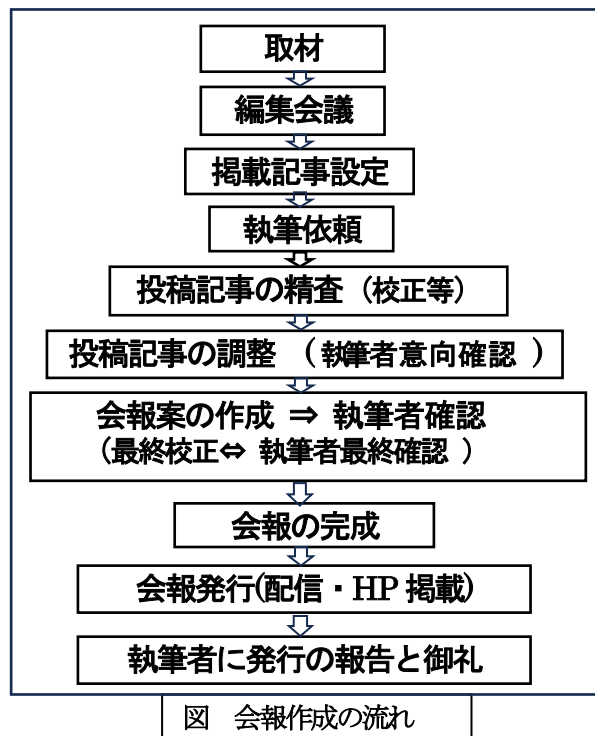 取材
編集会議
掲載記事設定
執筆依頼
投稿記事の精査（校正等）
投稿記事の調整 （執筆者意向確認 ）
会報案の作成 ⇒ 執筆者確認
（最終校正⇔ 執筆者最終確認 ）
会報の完成
会報発行(配信・HP 掲載)
執筆者に発行の報告と御礼
図　会報作成の流れ